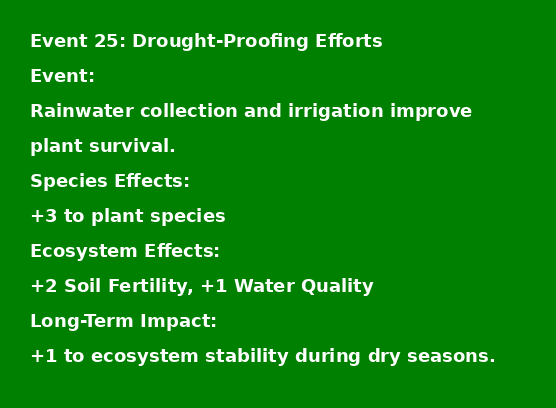 Event 25: Drought-Proofing Efforts
Event:
Rainwater collection and irrigation improve
plant survival.
Species Effects:
+3 to plant species
Ecosystem Effects:
+2 Soil Fertility, +1 Water Quality
Long-Term Impact:
+1 to ecosystem stability during dry seasons.